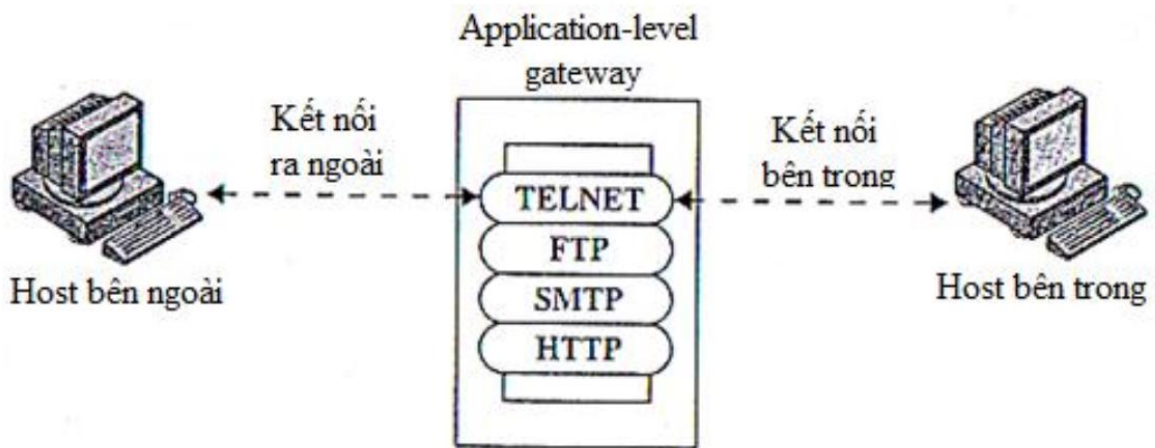 Application-level
gateway
Kết nối
ra ngoài
Kết nối
bên trong
TELNET
FTP
SMTP
HTTP
Host bên ngoài
Host bên trong